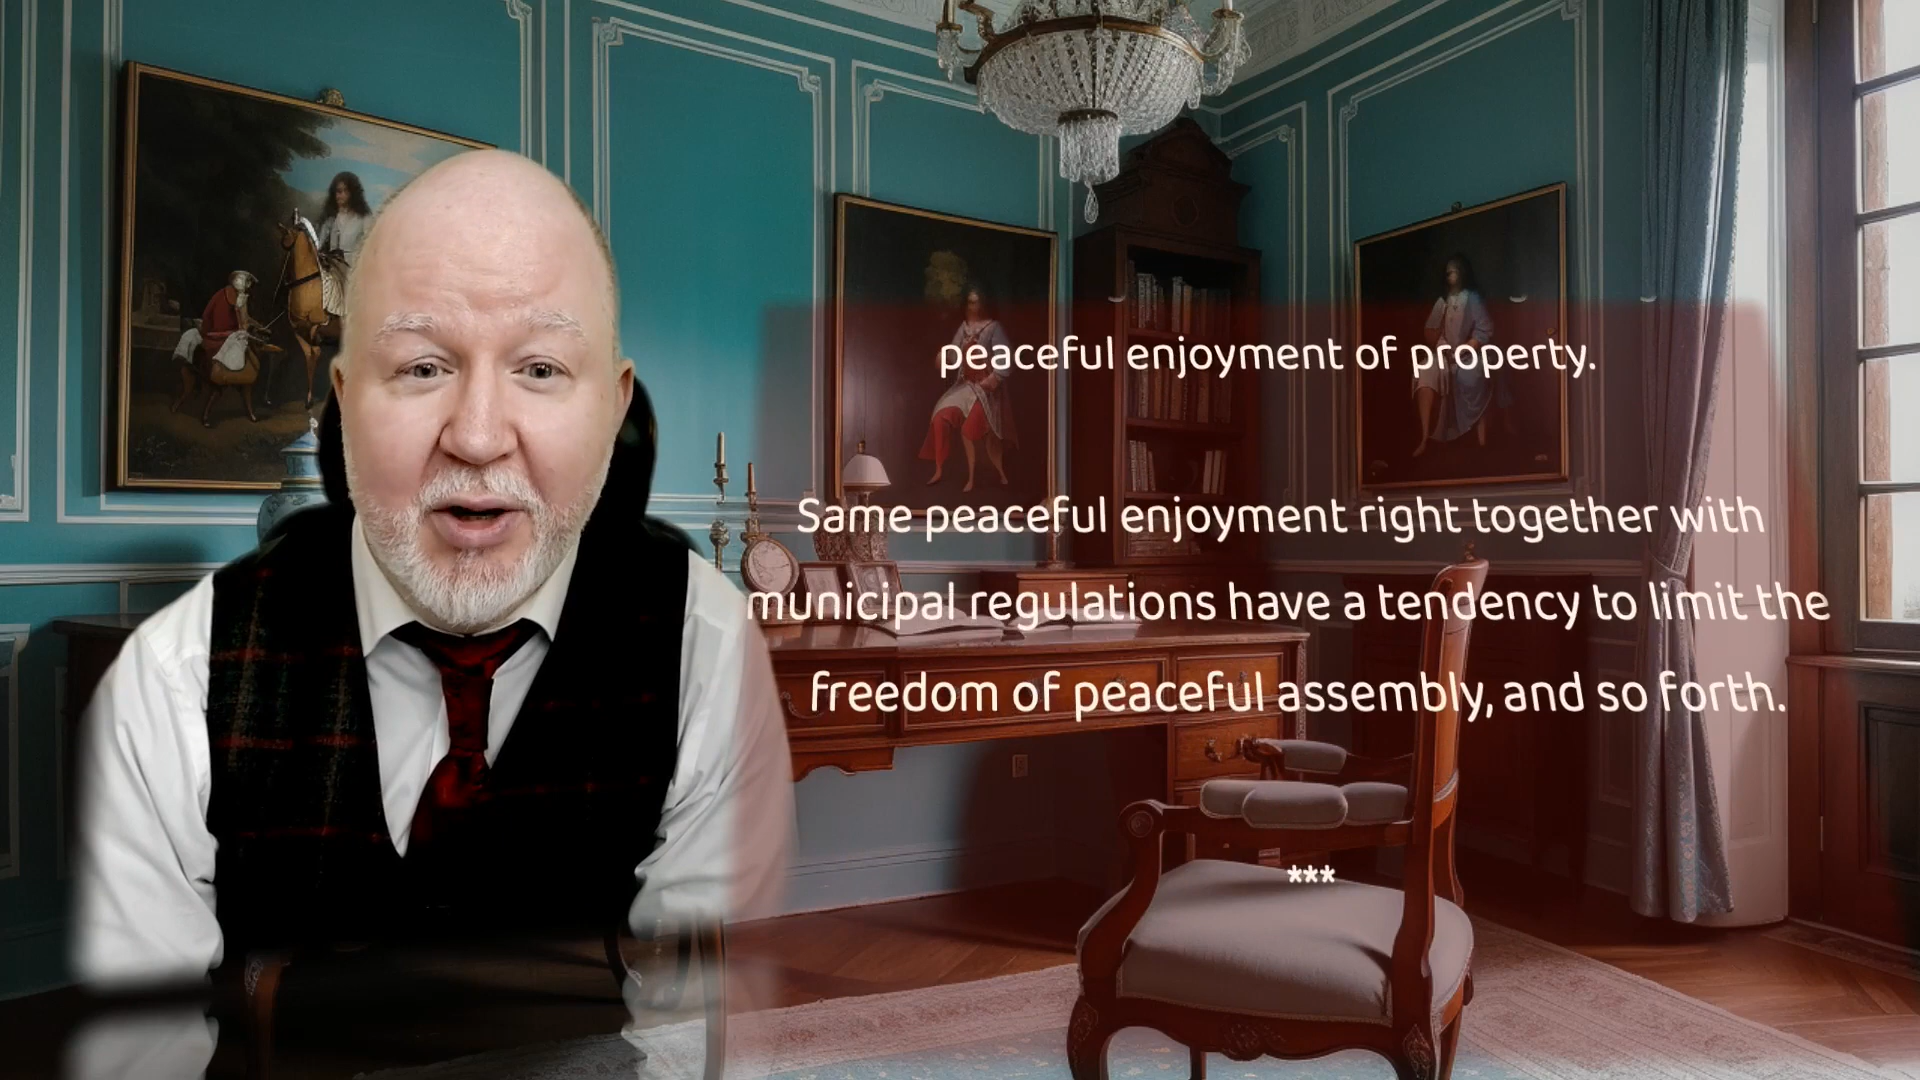 peaceful enjoyment of property.
Same peaceful enjoyment right together with
municipal regulations have a tendency to limit the
freedom of peaceful assembly, and so forth.
***